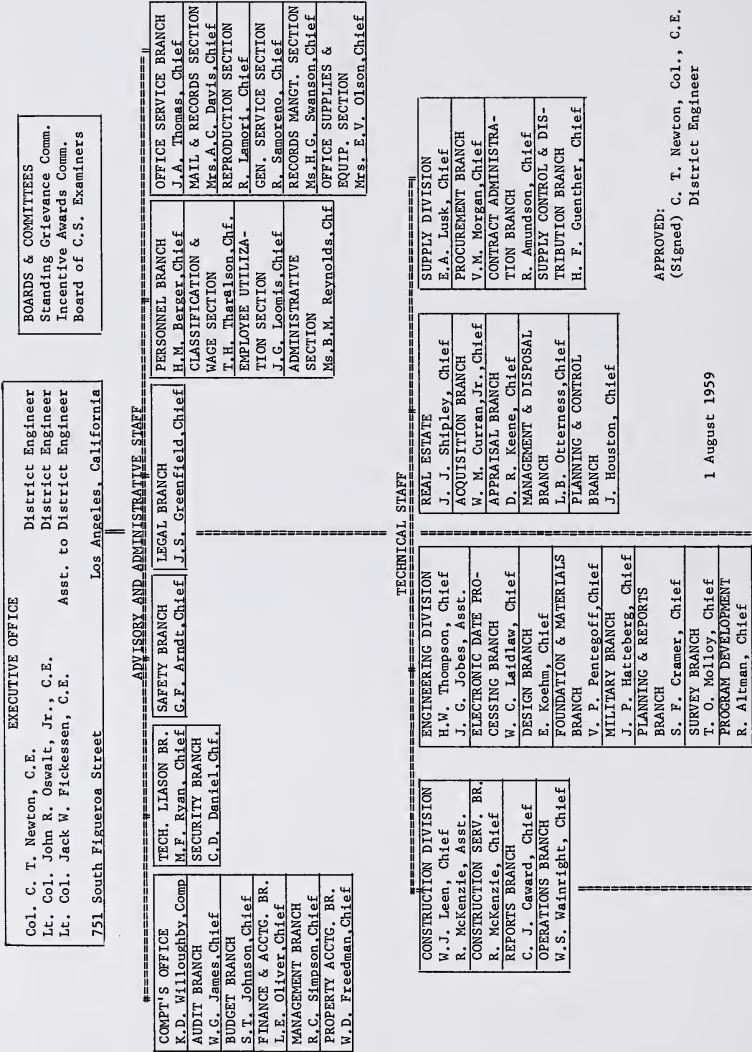 EXECUTIVE OFFICE
Col. C. T. Newton, C.E. District Engineer
Lt. Col. John R. Oswalt, Jr., C.E. District Engineer
Lt. Col. Jack W. Fickessen, C.E. Asst. to District Engineer
751 South Figueroa Street Los Angeles, California
BOARDS & COMMITTEES
Standing Grievance Comm.
Incentive Awards Comm.
Board of C.S. Examiners
ADVISORY AND ADMINISTRATIVE STAFF
COMPT'S OFFICE
K.D. Willoughby,Comp
AUDIT BRANCH
W.G. James,Chief
BUDGET BRANCH
S.T. Johnson,Chief
FINANCE & ACCTG. BR.
L.E. Oliver,Chief
MANAGEMENT BRANCH
R.C. Simpson,Chief
PROPERTY ACCTG. BR.
W.D. Freedman,Chief
TECH. LIASON BR.
M.F. Ryan, Chief
SECURITY BRANCH
C.D. Daniel,Chf.
SAFETY BRANCH
G.F. Arndt,Chief
LEGAL BRANCH
J.S. Greenfield,Chief
PERSONNEL BRANCH
H.M. Berger,Chief
CLASSIFICATION &
WAGE SECTION
T.H. Tharalson,Chf.
EMPLOYEE UTILIZA-
TION SECTION
J.G. Loomis,Chief
ADMINISTRATIVE
SECTION
Ms.B.M. Reynolds,Chf
OFFICE SERVICE BRANCH
J.A. Thomas, Chief
MAIL & RECORDS SECTION
Mrs.A.C. Davis,Chief
REPRODUCTION SECTION
R. Lamori, Chief
GEN. SERVICE SECTION
R. Samoreno, Chief
RECORDS MANGT. SECTION
Ms.H.G. Swanson,Chief
OFFICE SUPPLIES &
EQUIP. SECTION
Mrs. E.V. Olson,Chief
TECHNICAL STAFF
CONSTRUCTION DIVISION
W.J. Leen, Chief
R. McKenzie, Asst.
CONSTRUCTION SERV. BR.
R. McKenzie, Chief
REPORTS BRANCH
C. J. Caward, Chief
OPERATIONS BRANCH
W.S. Wainright, Chief
ENGINEERING DIVISION
H.W. Thompson, Chief
J. G. Jobes, Asst.
ELECTRONIC DATE PRO-
CESSING BRANCH
W. C. Laidlaw, Chief
DESIGN BRANCH
E. Koehm, Chief
FOUNDATION & MATERIALS
BRANCH
V. P. Pentegoff,Chief
MILITARY BRANCH
J. P. Hatteberg, Chief
PLANNING & REPORTS
BRANCH
S. F. Cramer, Chief
SURVEY BRANCH
T. O. Molloy, Chief
PROGRAM DEVELOPMENT
R. Altman, Chief
REAL ESTATE
J. J. Shipley, Chief
ACQUISITION BRANCH
W. M. Curran,Jr.,Chief
APPRAISAL BRANCH
D. R. Keene, Chief
MANAGEMENT & DISPOSAL
BRANCH
L.B. Otterness,Chief
PLANNING & CONTROL
BRANCH
J. Houston, Chief
SUPPLY DIVISION
E.A. Lusk, Chief
PROCUREMENT BRANCH
V.M. Morgan,Chief
CONTRACT ADMINISTRA-
TION BRANCH
R. Amundson, Chief
SUPPLY CONTROL & DIS-
TRIBUTION BRANCH
H. F. Guenther, Chief
1 August 1959
APPROVED:
(Signed) C. T. Newton, Col., C.E.
District Engineer